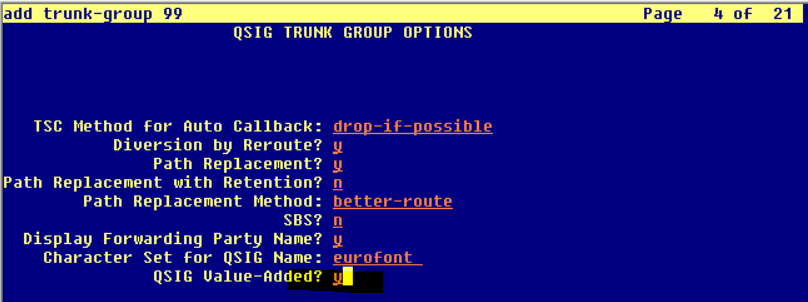 add trunk-group 99 Page 4 of 21
QSIG TRUNK GROUP OPTIONS
TSC Method for Auto Callback: drop-if-possible
Diversion by Reroute? y
Path Replacement? y
Path Replacement with Retention? n
Path Replacement Method: better-route
SBS? n
Display Forwarding Party Name? y
Character Set for QSIG Name: eurofont
QSIG Value-Added? y